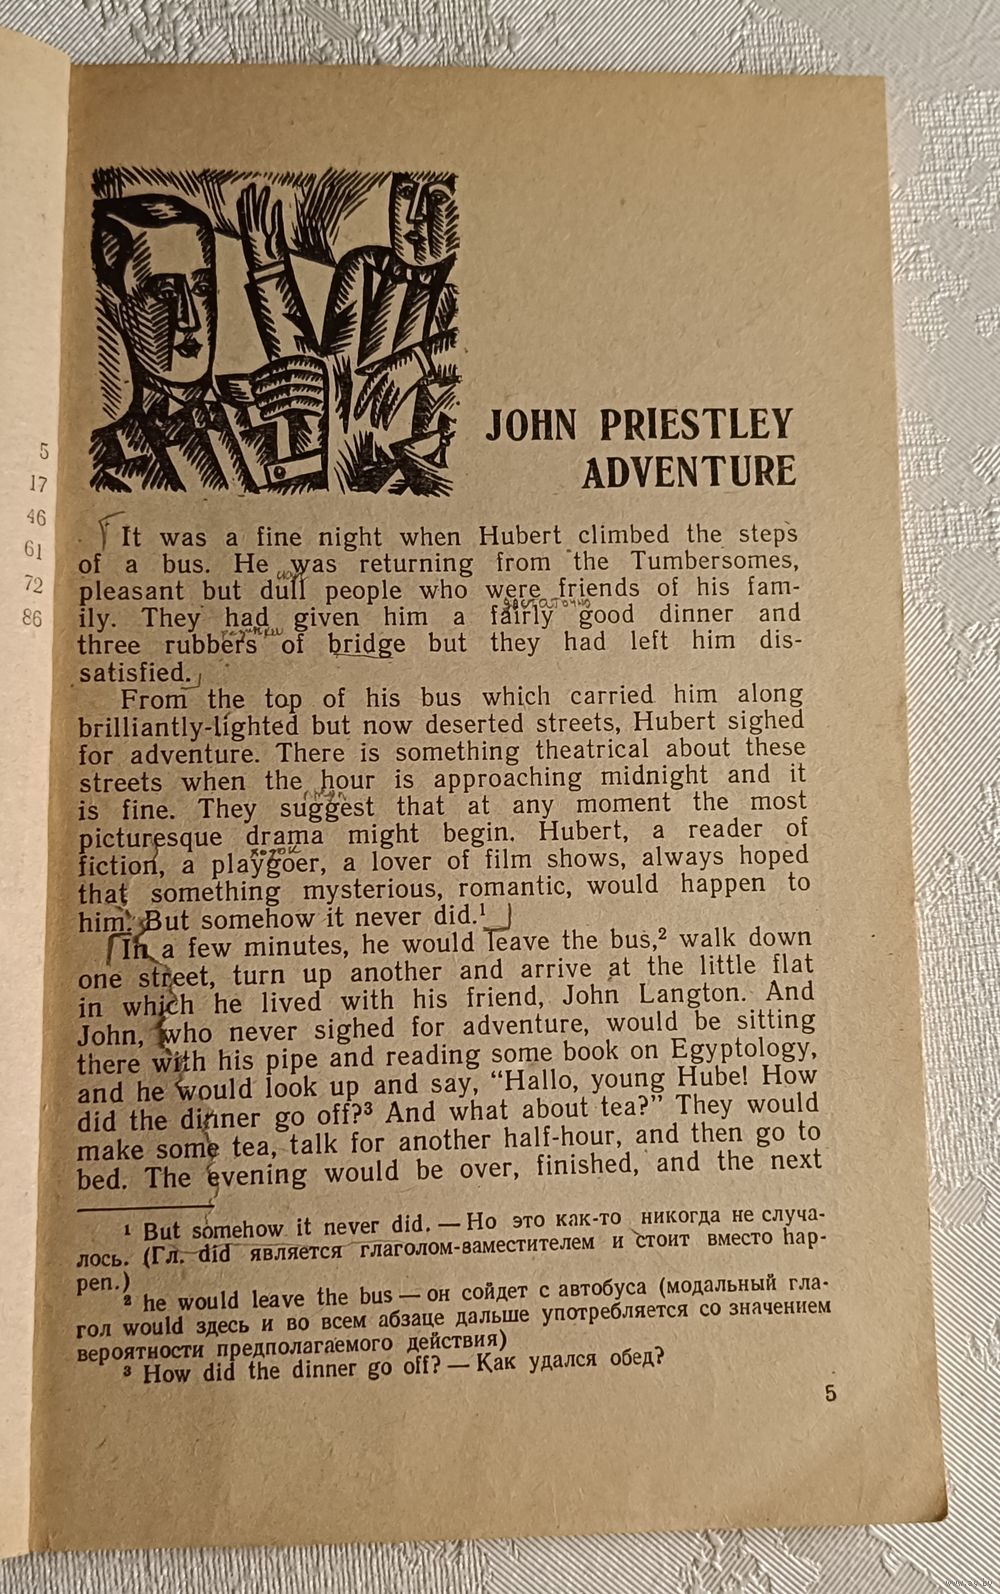 5
17
46
61
72
86
JOHN PRIESTLEY
ADVENTURE
It was a fine night when Hubert climbed the steps
of a bus. He was returning from the Tumbersomes,
pleasant but dull people who were friends of his fam-
ily. They had given him a fairly good dinner and
three rubbers of bridge but they had left him dis-
satisfied.
From the top of his bus which carried him along
brilliantly-lighted but now deserted streets, Hubert sighed
for adventure. There is something theatrical about these
streets when the hour is approaching midnight and it
is fine. They suggest that at any moment the most
picturesque drama might begin. Hubert, a reader of
fiction, a playgoer, a lover of film shows, always hoped
that something mysterious, romantic, would happen to
him. But somehow it never did.¹
In a few minutes, he would leave the bus,² walk down
one street, turn up another and arrive at the little flat
in which he lived with his friend, John Langton. And
John, who never sighed for adventure, would be sitting
there with his pipe and reading some book on Egyptology,
and he would look up and say, “Hallo, young Hube! How
did the dinner go off?³ And what about tea?” They would
make some tea, talk for another half-hour, and then go to
bed. The evening would be over, finished, and the next
¹ But somehow it never did. — Но это как-то никогда не случа-
лось. (Гл. did является глаголом-заместителем и стоит вместо hap-
pen.)
² he would leave the bus — он сойдет с автобуса (модальный гла-
гол would здесь и во всем абзаце дальше употребляется со значением
вероятности предполагаемого действия)
³ How did the dinner go off? — Как удался обед?
5